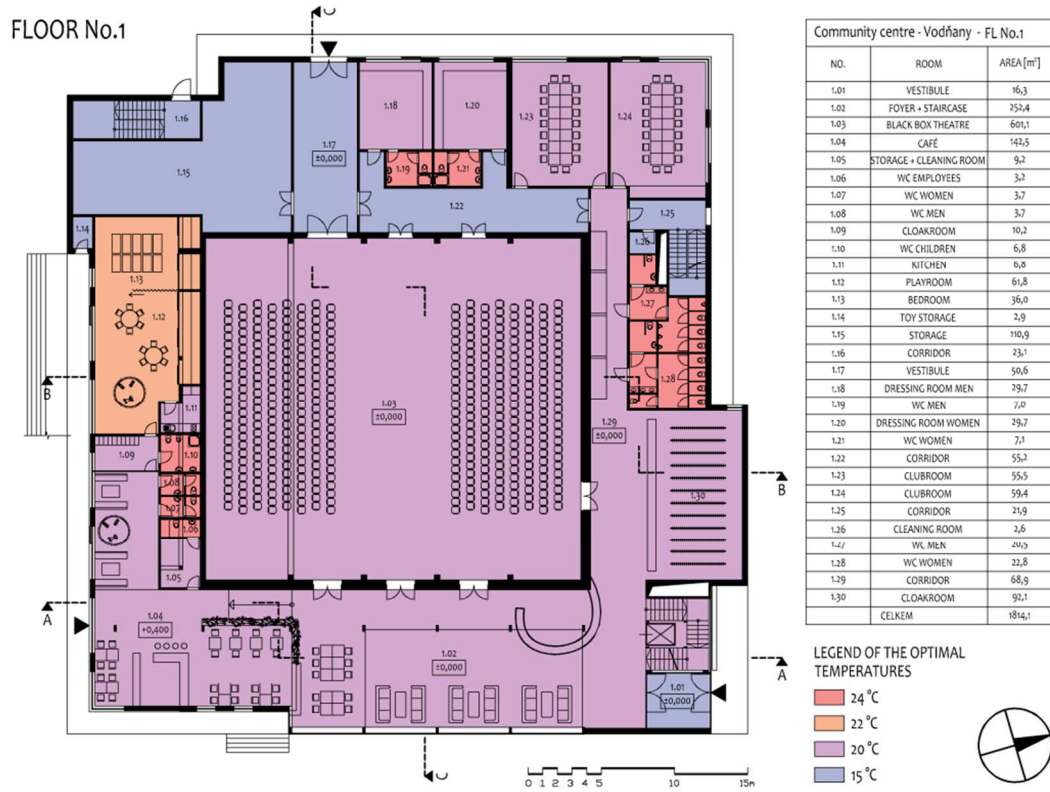 FLOOR No.1
C
1.16
1.15
1.17
±0,000
1.18
1.20
1.19
1.21
1.23
1.24
1.22
1.25
1.26
1.14
1.13
1.12
1.27
1.28
B
1.11
1.03
±0,000
1.29
±0,000
1.09
1.10
1.08
1.07
1.06
1.05
1.30
B
A
1.04
+0,400
1.02
±0,000
1.01
±0,000
A
C
0 1 2 3 4 5 10 15m
Community centre - Vodňany - FL No.1
NO. ROOM AREA [m²]
1.01 VESTIBULE 16,3
1.02 FOYER + STAIRCASE 252,4
1.03 BLACK BOX THEATRE 601,1
1.04 CAFÉ 142,5
1.05 STORAGE + CLEANING ROOM 9,2
1.06 WC EMPLOYEES 3,2
1.07 WC WOMEN 3,7
1.08 WC MEN 3,7
1.09 CLOAKROOM 10,2
1.10 WC CHILDREN 6,8
1.11 KITCHEN 6,8
1.12 PLAYROOM 61,8
1.13 BEDROOM 36,0
1.14 TOY STORAGE 2,9
1.15 STORAGE 110,9
1.16 CORRIDOR 23,1
1.17 VESTIBULE 50,6
1.18 DRESSING ROOM MEN 29,7
1.19 WC MEN 7,0
1.20 DRESSING ROOM WOMEN 29,7
1.21 WC WOMEN 7,1
1.22 CORRIDOR 55,2
1.23 CLUBROOM 55,5
1.24 CLUBROOM 59,4
1.25 CORRIDOR 21,9
1.26 CLEANING ROOM 2,6
1.27 WC MEN 20,5
1.28 WC WOMEN 22,8
1.29 CORRIDOR 68,9
1.30 CLOAKROOM 92,1
CELKEM 1814,1
LEGEND OF THE OPTIMAL
TEMPERATURES
24 °C
22 °C
20 °C
15 °C